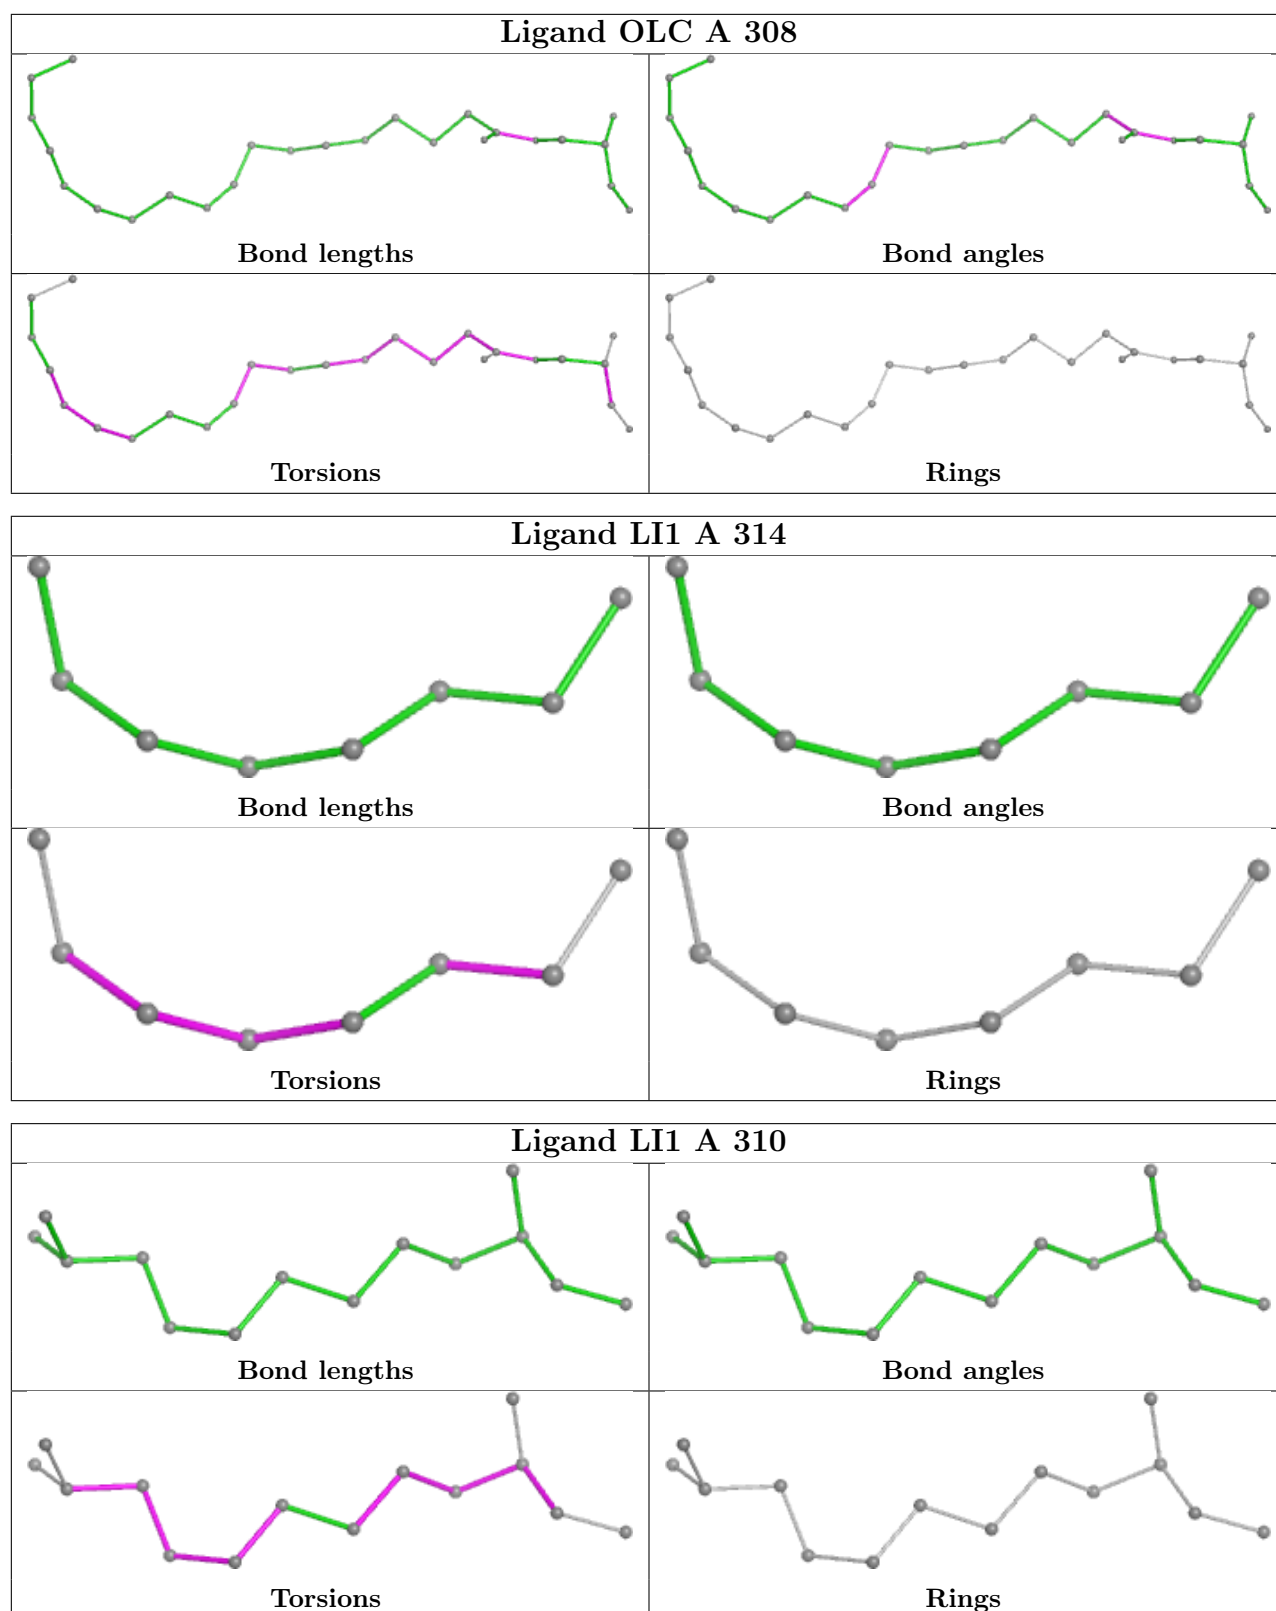 Ligand OLC A 308
Bond lengths
Bond angles
Torsions
Rings
Ligand LI1 A 314
Bond lengths
Bond angles
Torsions
Rings
Ligand LI1 A 310
Bond lengths
Bond angles
Torsions
Rings